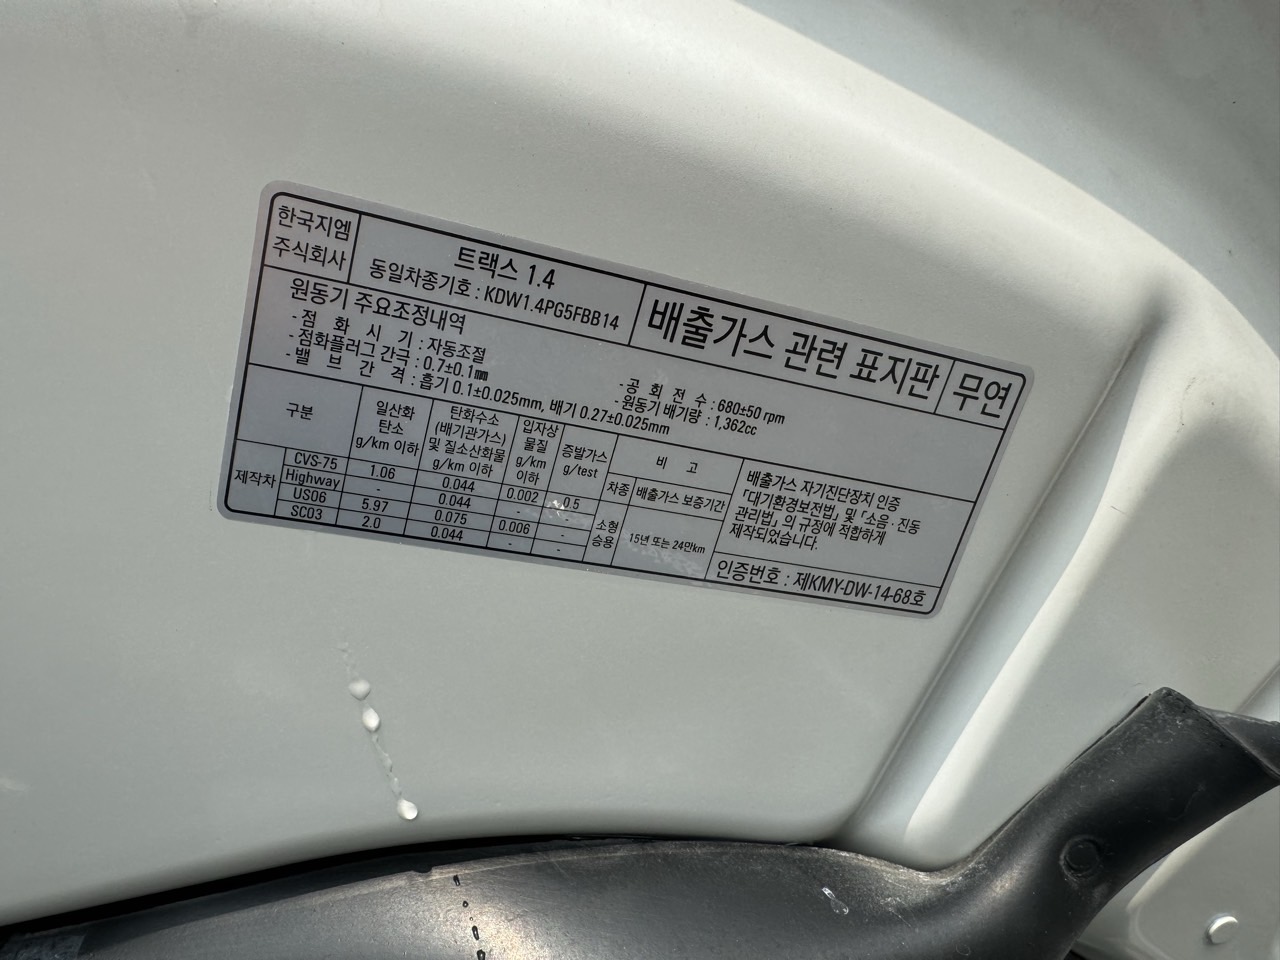 한국지엠
주식회사
트랙스 1.4
동일차종기호 : KDW1.4PG5FBB14
배출가스 관련 표지판
무연
원동기 주요조정내역
- 점 화 시 기 : 자동조절
- 점화플러그 간극 : 0.7±0.1㎜
- 밸 브 간 격 : 흡기 0.1±0.025mm, 배기 0.27±0.025mm
- 공 회 전 수 : 680±50 rpm
- 원동기 배기량 : 1,362cc
구분
일산화
탄소
g/km 이하
탄화수소
(배기관가스)
및 질소산화물
g/km 이하
입자상
물질
g/km
이하
증발가스
g/test
비 고
차종
배출가스 보증기간
제작차
CVS-75 1.06 0.044 0.002 0.5
Highway - 0.044 - -
US06 5.97 0.075 0.006 -
SC03 2.0 0.044 - -
소형
승용
15년 또는 24만km
배출가스 자기진단장치 인증
「대기환경보전법」 및 「소음·진동
관리법」의 규정에 적합하게
제작되었습니다.
인증번호 : 제KMY-DW-14-68호